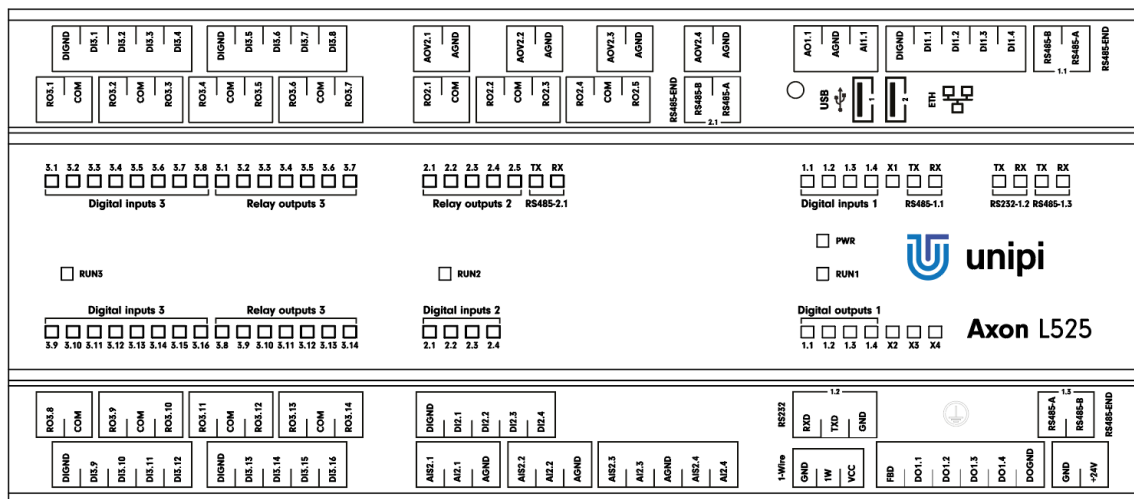 DIGND DI3.1 DI3.2 DI3.3 DI3.4 DIGND DI3.5 DI3.6 DI3.7 DI3.8 AOV2.1 AGND AOV2.2 AGND AOV2.3 AGND AOV2.4 AGND AO1.1 AGND AI1.1 DIGND DI1.1 DI1.2 DI1.3 DI1.4 RS485-B RS485-A RS485-END
1.1
RO3.1 COM RO3.2 COM RO3.3 RO3.4 COM RO3.5 RO3.6 COM RO3.7 RO2.1 COM RO2.2 COM RO2.3 RO2.4 COM RO2.5 RS485-END RS485-B RS485-A USB 1 2 ETH
2.1
3.1 3.2 3.3 3.4 3.5 3.6 3.7 3.8 3.1 3.2 3.3 3.4 3.5 3.6 3.7 2.1 2.2 2.3 2.4 2.5 TX RX 1.1 1.2 1.3 1.4 X1 TX RX TX RX TX RX
Digital inputs 3 Relay outputs 3 Relay outputs 2 RS485-2.1 Digital inputs 1 RS485-1.1 RS232-1.2 RS485-1.3
PWR
unipi
RUN3 RUN2 RUN1
Digital inputs 3 Relay outputs 3 Digital inputs 2 Digital outputs 1
Axon L525
3.9 3.10 3.11 3.12 3.13 3.14 3.15 3.16 3.8 3.9 3.10 3.11 3.12 3.13 3.14 2.1 2.2 2.3 2.4 1.1 1.2 1.3 1.4 X2 X3 X4
1.2 1.3
RO3.8 COM RO3.9 COM RO3.10 RO3.11 COM RO3.12 RO3.13 COM RO3.14 DIGND DI2.1 DI2.2 DI2.3 DI2.4 RS232 RXD TXD GND RS485-A RS485-B RS485-END
DIGND DI3.9 DI3.10 DI3.11 DI3.12 DIGND DI3.13 DI3.14 DI3.15 DI3.16 AIS2.1 AI2.1 AGND AIS2.2 AI2.2 AGND AIS2.3 AI2.3 AGND AIS2.4 AI2.4 1-Wire GND 1W VCC FBD DO1.1 DO1.2 DO1.3 DO1.4 DOGND GND +24V